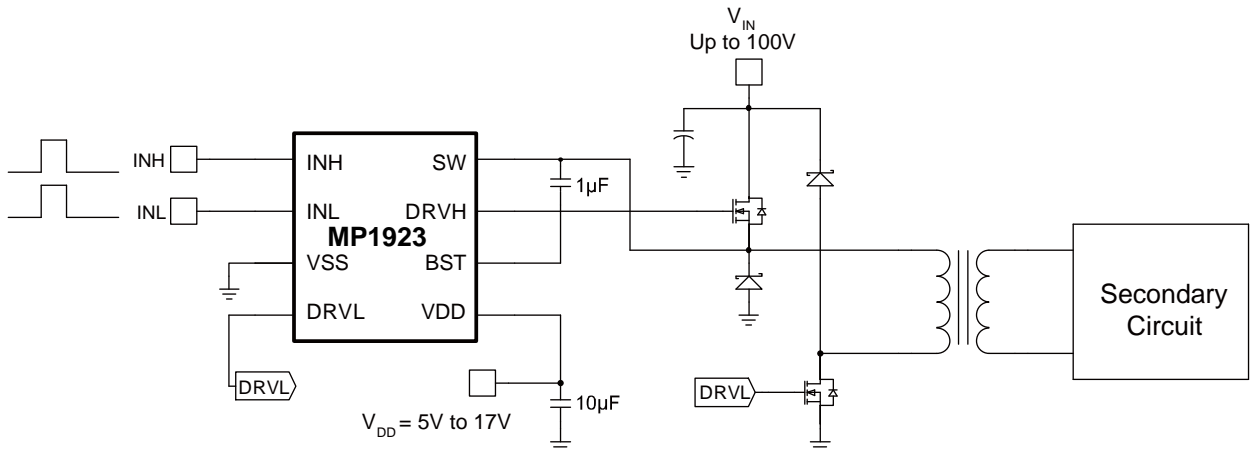 V_IN
Up to 100V
INH
INH
SW
1µF
INL
INL
DRVH
MP1923
VSS
BST
DRVL
VDD
Secondary
Circuit
DRVL
10µF
DRVL
V_DD = 5V to 17V